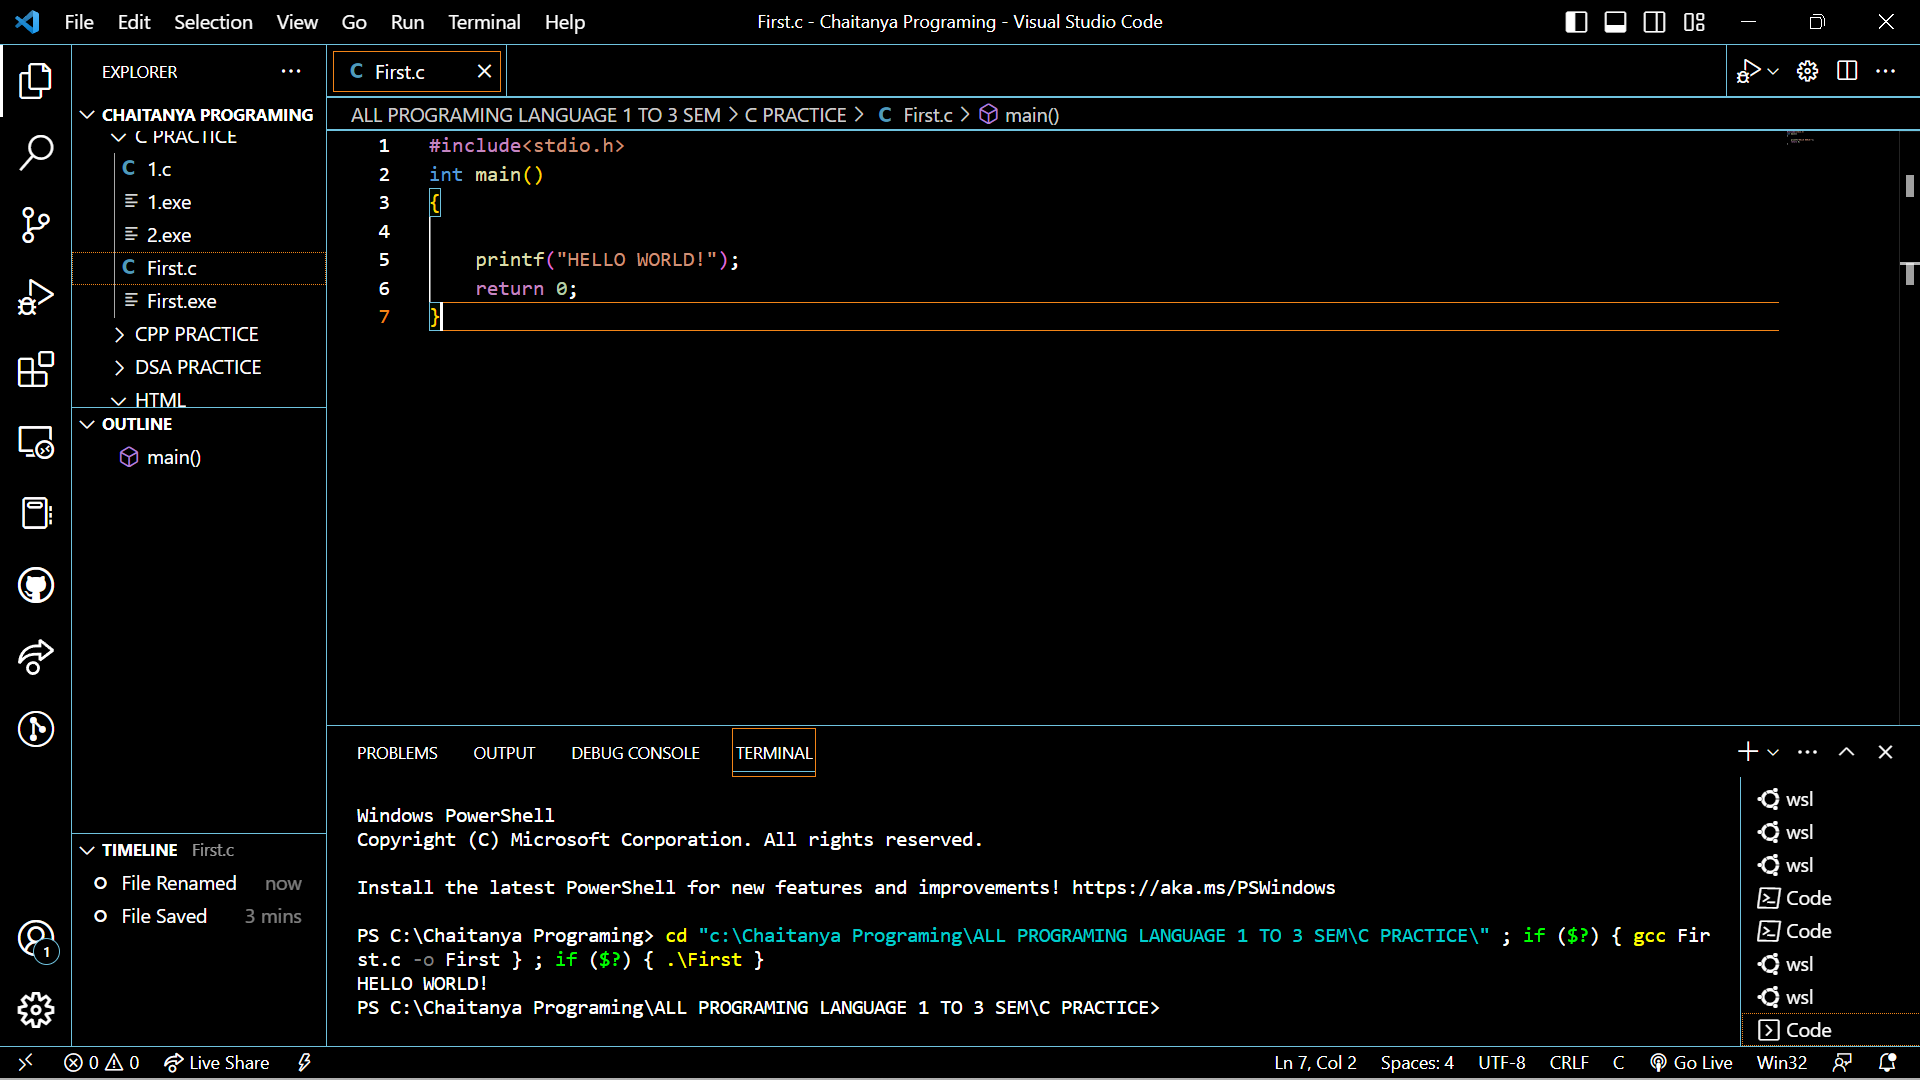 File Edit Selection View Go Run Terminal Help
First.c - Chaitanya Programing - Visual Studio Code
EXPLORER
CHAITANYA PROGRAMING
C PRACTICE
1.c
1.exe
2.exe
First.c
First.exe
CPP PRACTICE
DSA PRACTICE
HTML
OUTLINE
main()
TIMELINE First.c
File Renamed now
File Saved 3 mins
1
C First.c
ALL PROGRAMING LANGUAGE 1 TO 3 SEM > C PRACTICE > C First.c > main()
1 #include<stdio.h>
2 int main()
3 {
4
5 printf("HELLO WORLD!");
6 return 0;
7 }
PROBLEMS OUTPUT DEBUG CONSOLE TERMINAL
Windows PowerShell
Copyright (C) Microsoft Corporation. All rights reserved.
Install the latest PowerShell for new features and improvements! https://aka.ms/PSWindows
PS C:\Chaitanya Programing> cd "c:\Chaitanya Programing\ALL PROGRAMING LANGUAGE 1 TO 3 SEM\C PRACTICE\" ; if ($?) { gcc Fir
st.c -o First } ; if ($?) { .\First }
HELLO WORLD!
PS C:\Chaitanya Programing\ALL PROGRAMING LANGUAGE 1 TO 3 SEM\C PRACTICE>
wsl
wsl
wsl
Code
Code
wsl
wsl
Code
0 0 Live Share
Ln 7, Col 2 Spaces: 4 UTF-8 CRLF C Go Live Win32